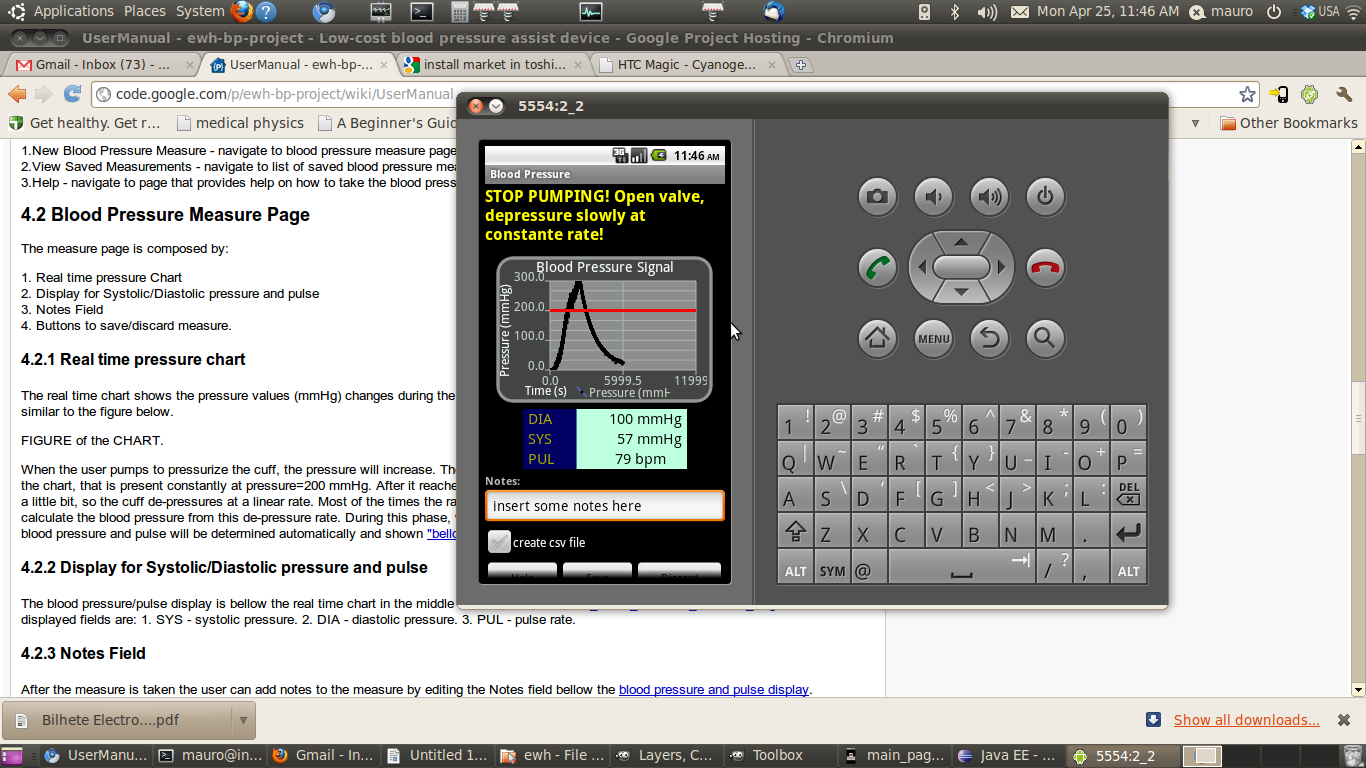 Applications Places System
Mon Apr 25, 11:46 AM mauro USA
UserManual - ewh-bp-project - Low-cost blood pressure assist device - Google Project Hosting - Chromium
Gmail - Inbox (73) - ...
UserManual - ewh-bp-...
install market in toshi...
HTC Magic - Cyanoge...
code.google.com/p/ewh-bp-project/wiki/UserManual
Get healthy. Get r...
medical physics
A Beginner's Guid
Other Bookmarks
1.New Blood Pressure Measure - navigate to blood pressure measure page
2.View Saved Measurements - navigate to list of saved blood pressure
3.Help - navigate to page that provides help on how to take the blood
4.2 Blood Pressure Measure Page
The measure page is composed by:
1. Real time pressure Chart
2. Display for Systolic/Diastolic pressure and pulse
3. Notes Field
4. Buttons to save/discard measure.
4.2.1 Real time pressure chart
The real time chart shows the pressure values (mmHg) changes during the
similar to the figure below.
FIGURE of the CHART.
When the user pumps to pressurize the cuff, the pressure will increase.
the chart, that is present constantly at pressure=200 mmHg. After it
a little bit, so the cuff de-pressures at a linear rate. Most of the times the
calculate the blood pressure from this de-pressure rate. During this phase,
blood pressure and pulse will be determined automatically and shown
4.2.2 Display for Systolic/Diastolic pressure and pulse
The blood pressure/pulse display is bellow the real time chart in the middle
displayed fields are: 1. SYS - systolic pressure. 2. DIA - diastolic pressure. 3. PUL - pulse rate.
4.2.3 Notes Field
After the measure is taken the user can add notes to the measure by editing the Notes field bellow the blood pressure and pulse display.
5554:2_2
3G 11:46 AM
Blood Pressure
STOP PUMPING! Open valve,
depressure slowly at
constante rate!
Blood Pressure Signal
Pressure (mmHg)
300.0
200.0
100.0
0.0
0.0 5999.5 11999
Time (s) Pressure (mmH
DIA 100 mmHg
SYS 57 mmHg
PUL 79 bpm
Notes:
insert some notes here
create csv file
MENU
1 ! 2 @ 3 # 4 $ 5 % 6 ^ 7 & 8 * 9 ( 0 )
Q | W ~ E " R ` T { Y } U _ I - O + P =
A S \ D ' F [ G ] H < J > K ; L : DEL
Z X C V B N M .
ALT SYM @ / ? , ALT
Bilhete Electro....pdf
Show all downloads...
UserManu...
mauro@in...
Gmail - In...
Untitled 1...
ewh - File ...
Layers, C...
Toolbox
main_pag...
Java EE - ...
5554:2_2